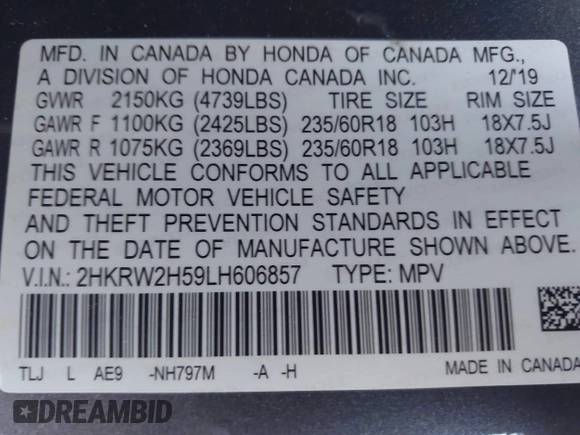 MFD. IN CANADA BY HONDA OF CANADA MFG.,
A DIVISION OF HONDA CANADA INC. 12/'19
GVWR 2150KG (4739LBS) TIRE SIZE RIM SIZE
GAWR F 1100KG (2425LBS) 235/60R18 103H 18X7.5J
GAWR R 1075KG (2369LBS) 235/60R18 103H 18X7.5J
THIS VEHICLE CONFORMS TO ALL APPLICABLE
FEDERAL MOTOR VEHICLE SAFETY
AND THEFT PREVENTION STANDARDS IN EFFECT
ON THE DATE OF MANUFACTURE SHOWN ABOVE.
V.I.N.: 2HKRW2H59LH606857 TYPE: MPV
TLJ L AE9 -NH797M -A -H MADE IN CANADA
DREAMBID